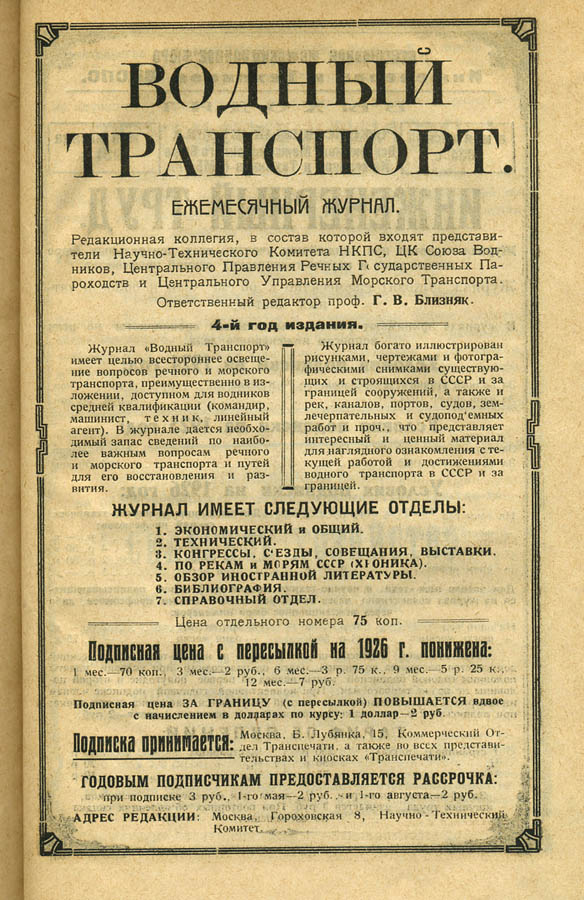 ВОДНЫЙ
ТРАНСПОРТ.
ЕЖЕМЕСЯЧНЫЙ ЖУРНАЛ.
Редакционная коллегия, в состав которой входят представи-
тели Научно-Технического Комитета НКПС, ЦК Союза Вод-
ников, Центрального Правления Речных Государственных Па-
роходств и Центрального Управления Морского Транспорта.
Ответственный редактор проф. Г. В. Близняк.
4-й год издания.
Журнал «Водный Транспорт»
имеет целью всестороннее освеще-
ние вопросов речного и морского
транспорта, преимущественно в из-
ложении, доступном для водников
средней квалификации (командир,
машинист, техник, линейный
агент). В журнале дается необхо-
димый запас сведений по наибо-
лее важным вопросам речного
и морского транспорта и путей
для его восстановления и раз-
вития.
Журнал богато иллюстрирован
рисунками, чертежами и фотогра-
фическими снимками существую-
щих и строящихся в СССР и за
границей сооружений, а также и
рек, каналов, портов, судов, зем-
лечерпательных и судопод'емных
работ и проч., что представляет
интересный и ценный материал
для наглядного ознакомления с те-
кущей работой и достижениями
водного транспорта в СССР и за
границей.
ЖУРНАЛ ИМЕЕТ СЛЕДУЮЩИЕ ОТДЕЛЫ:
1. ЭКОНОМИЧЕСКИЙ и ОБЩИЙ.
2. ТЕХНИЧЕСКИЙ.
3. КОНГРЕССЫ, С'ЕЗДЫ, СОВЕЩАНИЯ, ВЫСТАВКИ.
4. ПО РЕКАМ и МОРЯМ СССР (ХРОНИКА).
5. ОБЗОР ИНОСТРАННОЙ ЛИТЕРАТУРЫ.
6. БИБЛИОГРАФИЯ.
7. СПРАВОЧНЫЙ ОТДЕЛ.
Цена отдельного номера 75 коп.
Подписная цена с пересылкой на 1926 г. понижена:
1 мес.—70 коп., 3 мес.—2 руб., 6 мес.—3 р. 75 к., 9 мес.—5 р. 25 к.,
12 мес.—7 руб.
Подписная цена ЗА ГРАНИЦУ (с пересылкой) ПОВЫШАЕТСЯ вдвое
с начислением в долларах по курсу: 1 доллар—2 руб.
Подписка принимается: Москва, Б. Лубянка, 15, Коммерческий От-
дел Транспечати, а также во всех представи-
тельствах и киосках «Транспечати».
ГОДОВЫМ ПОДПИСЧИКАМ ПРЕДОСТАВЛЯЕТСЯ РАССРОЧКА:
при подписке 3 руб., 1-го мая—2 руб. и 1-го августа—2 руб.
АДРЕС РЕДАКЦИИ: Москва, Гороховская 8, Научно-Технический
Комитет.